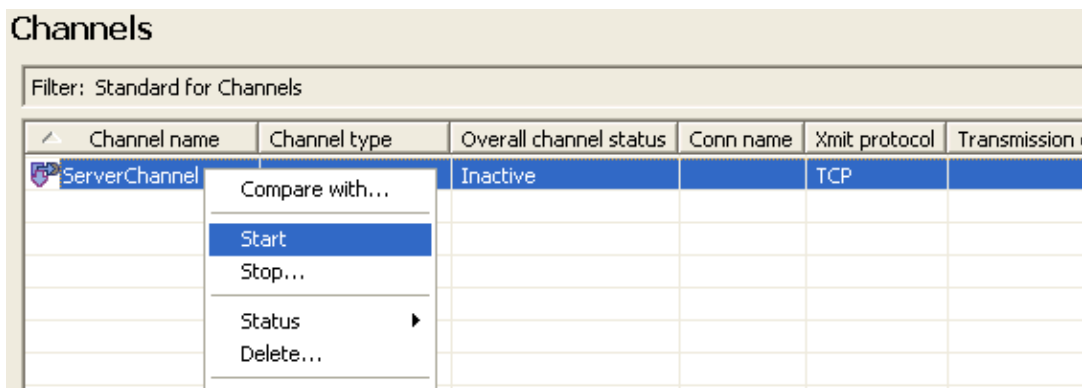 Channels
Filter: Standard for Channels
Channel name Channel type Overall channel status Conn name Xmit protocol Transmission
ServerChannel Inactive TCP
Compare with...
Start
Stop...
Status
Delete...